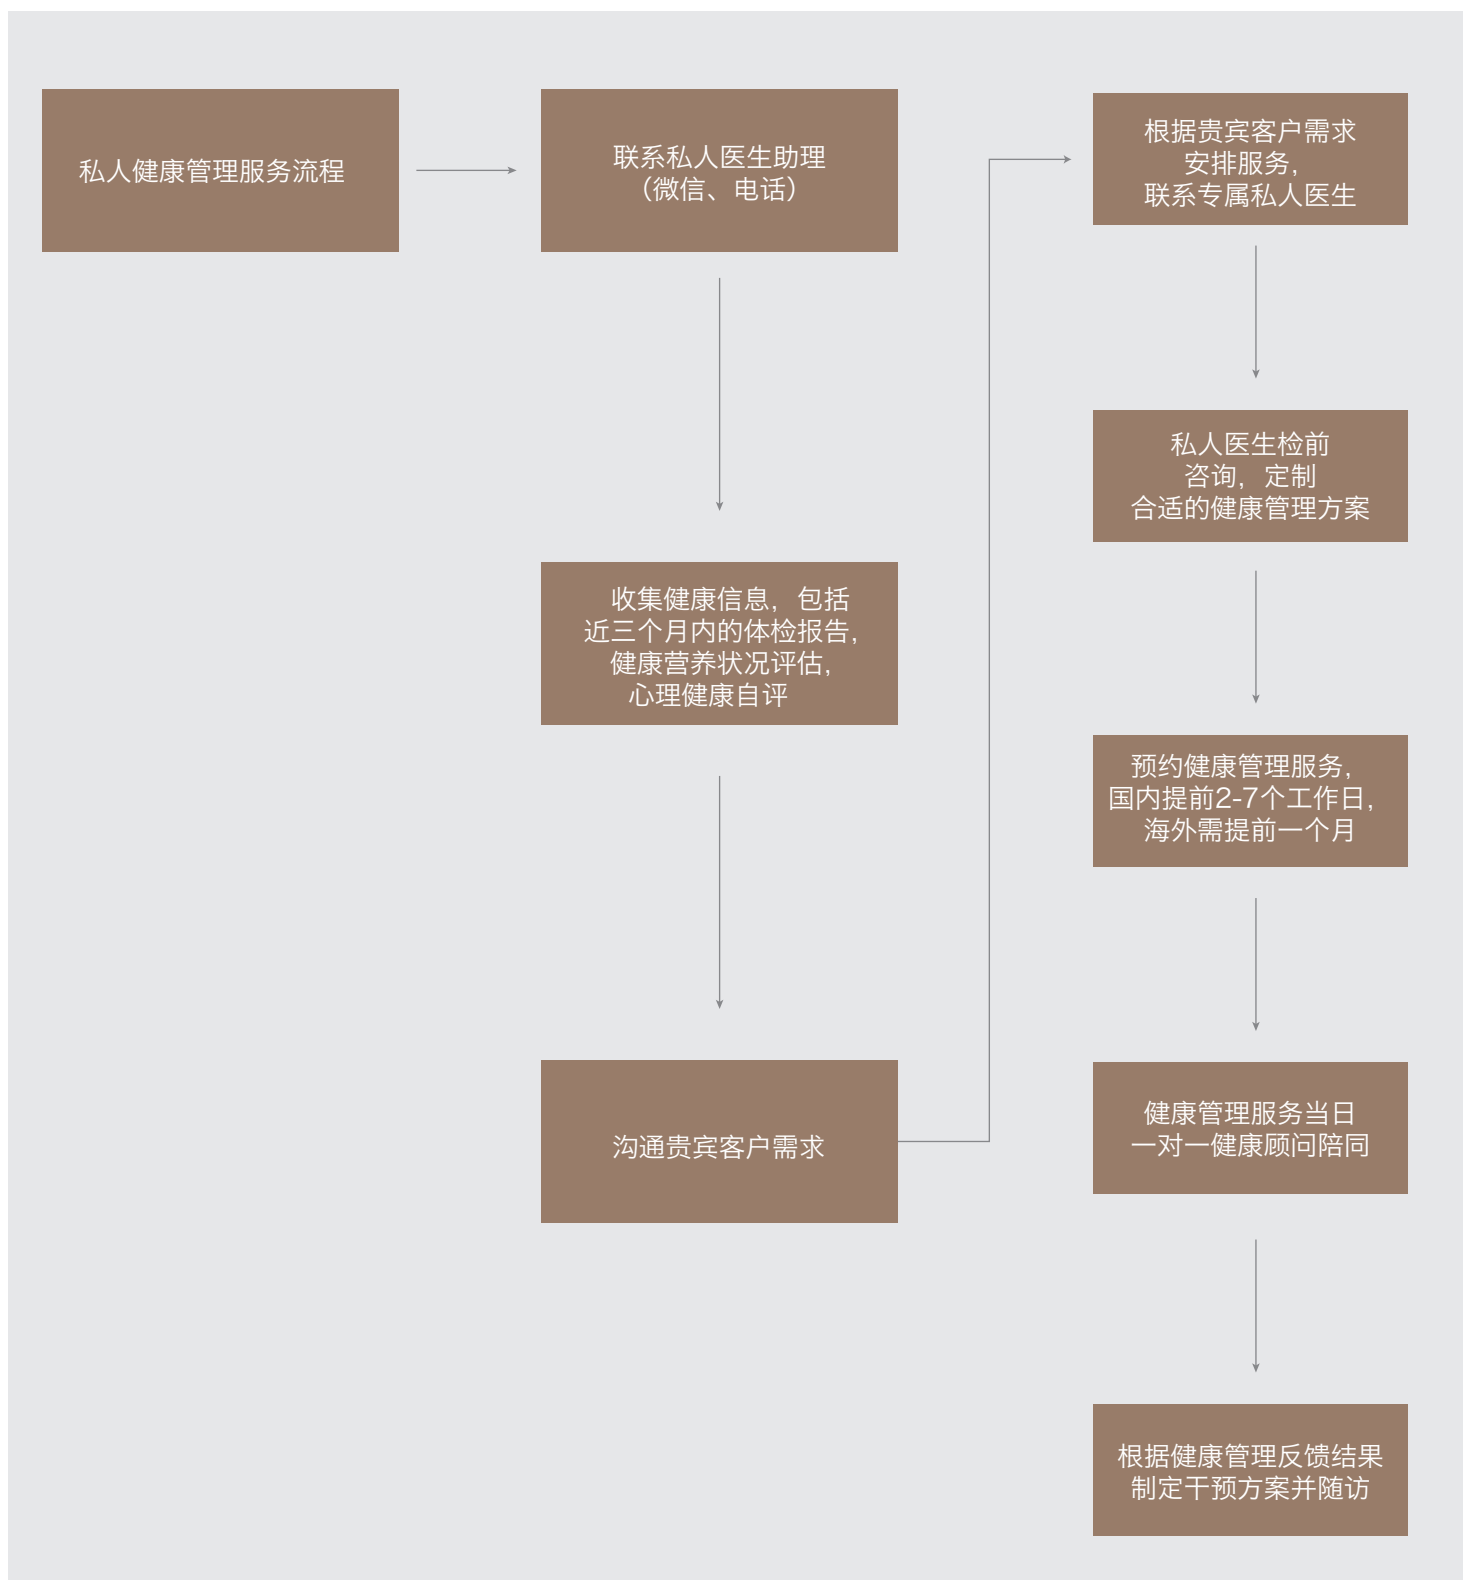 私人健康管理服务流程
联系私人医生助理
（微信、电话）
收集健康信息，包括
近三个月内的体检报告，
健康营养状况评估，
心理健康自评
沟通贵宾客户需求
根据贵宾客户需求
安排服务，
联系专属私人医生
私人医生检前
咨询，定制
合适的健康管理方案
预约健康管理服务，
国内提前2-7个工作日，
海外需提前一个月
健康管理服务当日
一对一健康顾问陪同
根据健康管理反馈结果
制定干预方案并随访